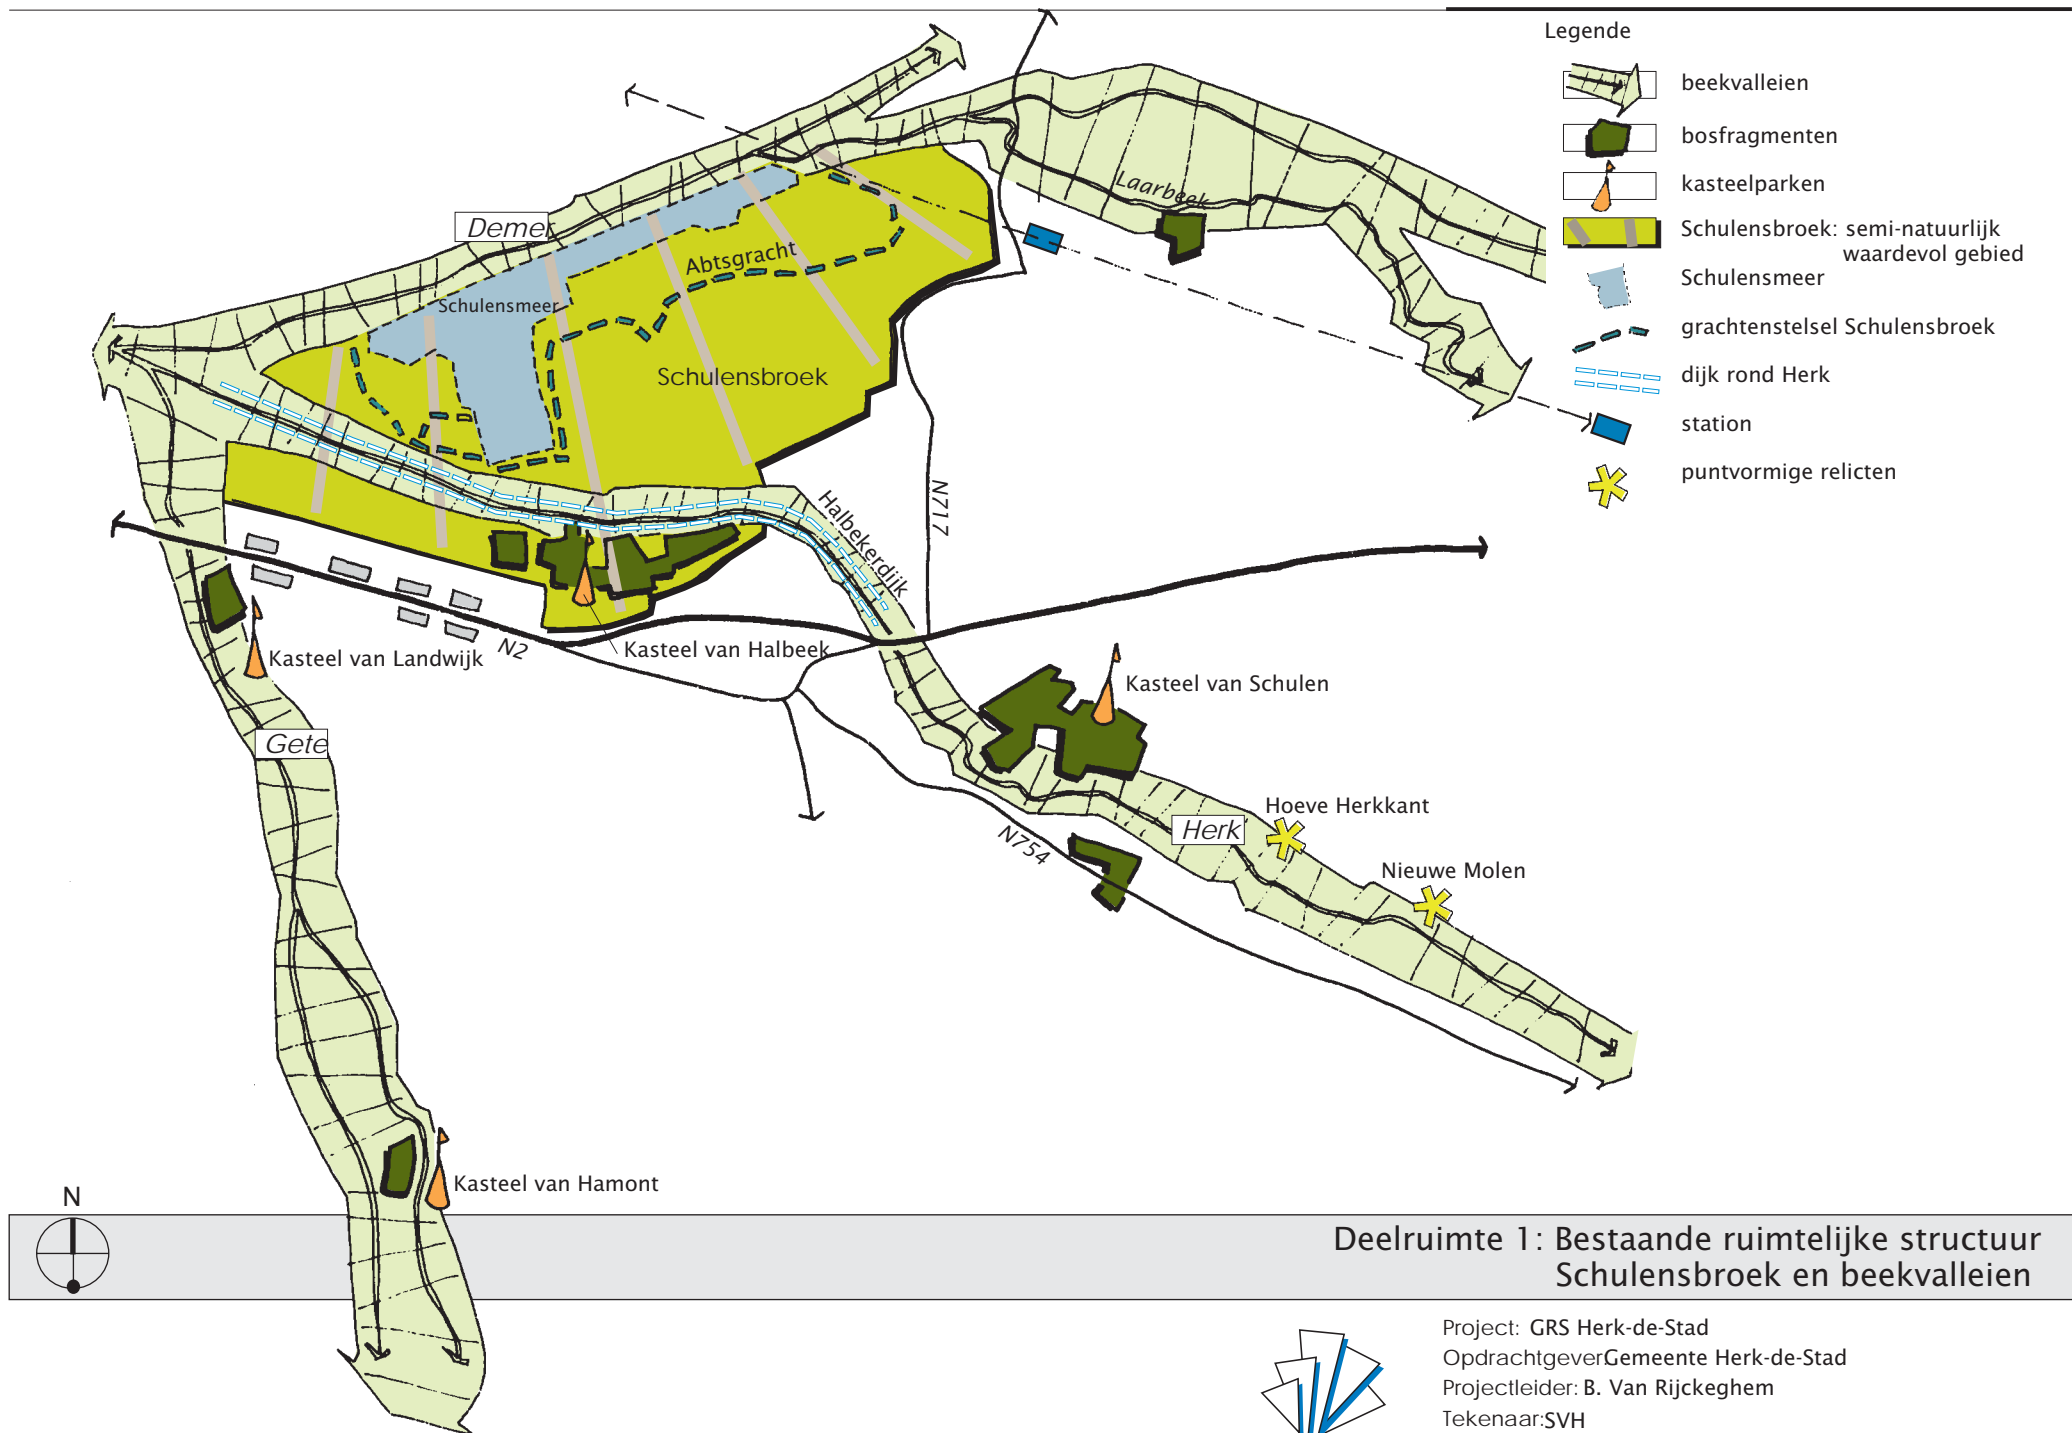 Legende
beekvalleien
bosfragmenten
kasteelparken
Schulensbroek: semi-natuurlijk
waardevol gebied
Schulensmeer
grachtenstelsel Schulensbroek
dijk rond Herk
station
puntvormige relicten
Laarbeek
Demer
Abtsgracht
Schulensmeer
Schulensbroek
Halbekerdijk
N717
N2
Kasteel van Halbeek
Kasteel van Landwijk
Kasteel van Schulen
Gete
Hoeve Herkkant
Herk
N754
Nieuwe Molen
Kasteel van Hamont
N
Deelruimte 1: Bestaande ruimtelijke structuur
Schulensbroek en beekvalleien
Project: GRS Herk-de-Stad
Opdrachtgever: Gemeente Herk-de-Stad
Projectleider: B. Van Rijckeghem
Tekenaar: SVH